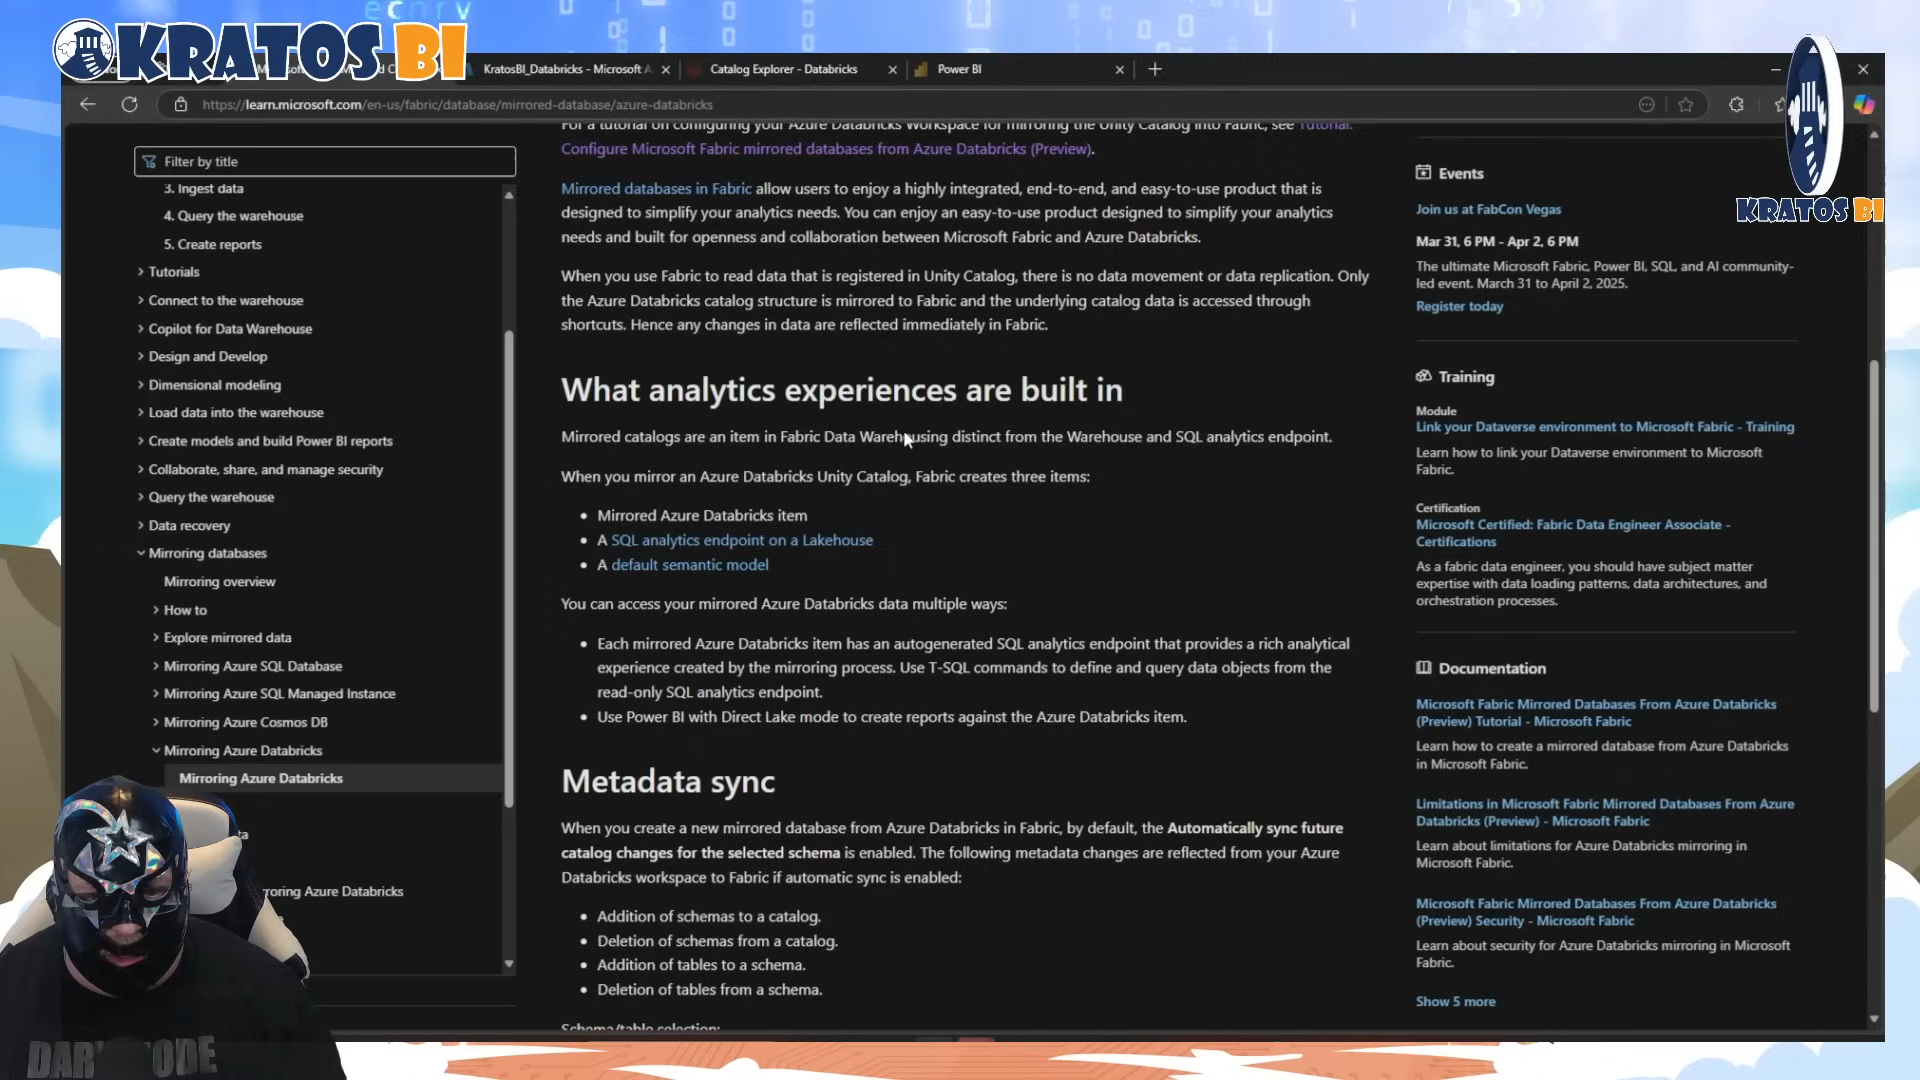 KRATOS BI
KratosBI_Databricks - Microsoft A
Catalog Explorer - Databricks
Power BI
https://learn.microsoft.com/en-us/fabric/database/mirrored-database/azure-databricks
KRATOS BI
Filter by title
3. Ingest data
4. Query the warehouse
5. Create reports
Tutorials
Connect to the warehouse
Copilot for Data Warehouse
Design and Develop
Dimensional modeling
Load data into the warehouse
Create models and build Power BI reports
Collaborate, share, and manage security
Query the warehouse
Data recovery
Mirroring databases
Mirroring overview
How to
Explore mirrored data
Mirroring Azure SQL Database
Mirroring Azure SQL Managed Instance
Mirroring Azure Cosmos DB
Mirroring Azure Databricks
Mirroring Azure Databricks
ta
roring Azure Databricks
For a tutorial on configuring your Azure Databricks Workspace for mirroring the Unity Catalog into Fabric, see Tutorial:
Configure Microsoft Fabric mirrored databases from Azure Databricks (Preview).
Mirrored databases in Fabric allow users to enjoy a highly integrated, end-to-end, and easy-to-use product that is
designed to simplify your analytics needs. You can enjoy an easy-to-use product designed to simplify your analytics
needs and built for openness and collaboration between Microsoft Fabric and Azure Databricks.
When you use Fabric to read data that is registered in Unity Catalog, there is no data movement or data replication. Only
the Azure Databricks catalog structure is mirrored to Fabric and the underlying catalog data is accessed through
shortcuts. Hence any changes in data are reflected immediately in Fabric.
What analytics experiences are built in
Mirrored catalogs are an item in Fabric Data Warehousing distinct from the Warehouse and SQL analytics endpoint.
When you mirror an Azure Databricks Unity Catalog, Fabric creates three items:
• Mirrored Azure Databricks item
• A SQL analytics endpoint on a Lakehouse
• A default semantic model
You can access your mirrored Azure Databricks data multiple ways:
• Each mirrored Azure Databricks item has an autogenerated SQL analytics endpoint that provides a rich analytical
experience created by the mirroring process. Use T-SQL commands to define and query data objects from the
read-only SQL analytics endpoint.
• Use Power BI with Direct Lake mode to create reports against the Azure Databricks item.
Metadata sync
When you create a new mirrored database from Azure Databricks in Fabric, by default, the Automatically sync future
catalog changes for the selected schema is enabled. The following metadata changes are reflected from your Azure
Databricks workspace to Fabric if automatic sync is enabled:
• Addition of schemas to a catalog.
• Deletion of schemas from a catalog.
• Addition of tables to a schema.
• Deletion of tables from a schema.
Schema/table selection:
Events
Join us at FabCon Vegas
Mar 31, 6 PM - Apr 2, 6 PM
The ultimate Microsoft Fabric, Power BI, SQL, and AI community-
led event. March 31 to April 2, 2025.
Register today
Training
Module
Link your Dataverse environment to Microsoft Fabric - Training
Learn how to link your Dataverse environment to Microsoft
Fabric.
Certification
Microsoft Certified: Fabric Data Engineer Associate -
Certifications
As a fabric data engineer, you should have subject matter
expertise with data loading patterns, data architectures, and
orchestration processes.
Documentation
Microsoft Fabric Mirrored Databases From Azure Databricks
(Preview) Tutorial - Microsoft Fabric
Learn how to create a mirrored database from Azure Databricks
in Microsoft Fabric.
Limitations in Microsoft Fabric Mirrored Databases From Azure
Databricks (Preview) - Microsoft Fabric
Learn about limitations for Azure Databricks mirroring in
Microsoft Fabric.
Microsoft Fabric Mirrored Databases From Azure Databricks
(Preview) Security - Microsoft Fabric
Learn about security for Azure Databricks mirroring in Microsoft
Fabric.
Show 5 more